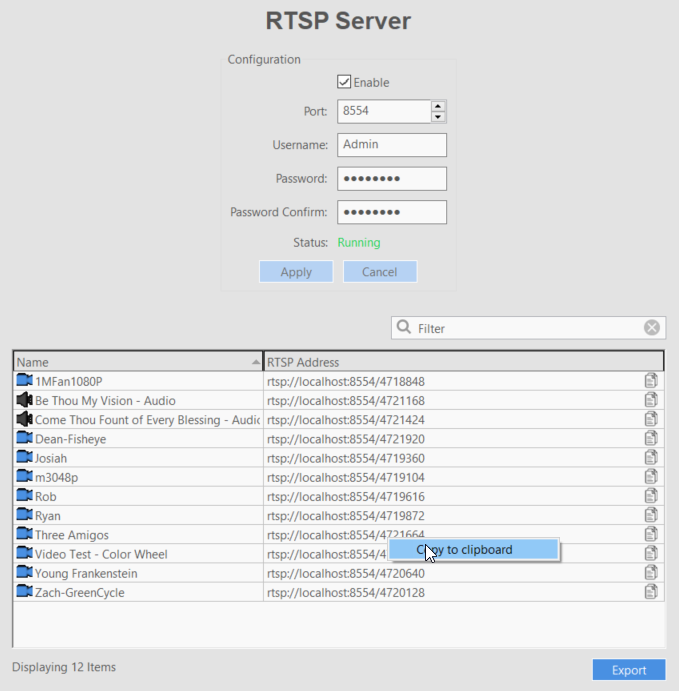 RTSP Server
Configuration
Enable
Port: 8554
Username: Admin
Password: ●●●●●●●●
Password Confirm: ●●●●●●●●
Status: Running
Apply Cancel
Filter
Name RTSP Address
1MFan1080P rtsp://localhost:8554/4718848
Be Thou My Vision - Audio rtsp://localhost:8554/4721168
Come Thou Fount of Every Blessing - Audio rtsp://localhost:8554/4721424
Dean-Fisheye rtsp://localhost:8554/4721920
Josiah rtsp://localhost:8554/4719360
m3048p rtsp://localhost:8554/4719104
Rob rtsp://localhost:8554/4719616
Ryan rtsp://localhost:8554/4719872
Three Amigos rtsp://localhost:8554/4721664
Copy to clipboard
Video Test - Color Wheel rtsp://localhost:8554/4
Young Frankenstein rtsp://localhost:8554/4720640
Zach-GreenCycle rtsp://localhost:8554/4720128
Displaying 12 Items
Export